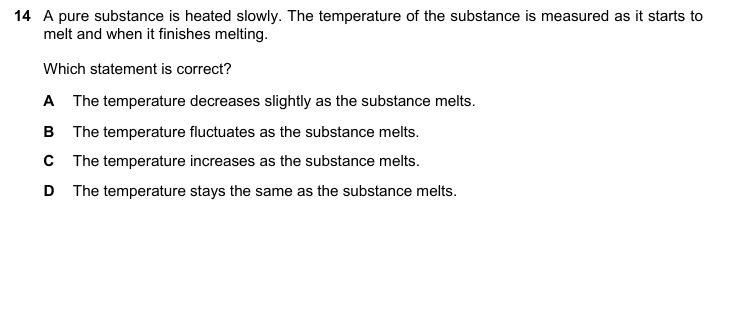 14 A pure substance is heated slowly. The temperature of the substance is measured as it starts to
melt and when it finishes melting.
Which statement is correct?
A The temperature decreases slightly as the substance melts.
B The temperature fluctuates as the substance melts.
C The temperature increases as the substance melts.
D The temperature stays the same as the substance melts.